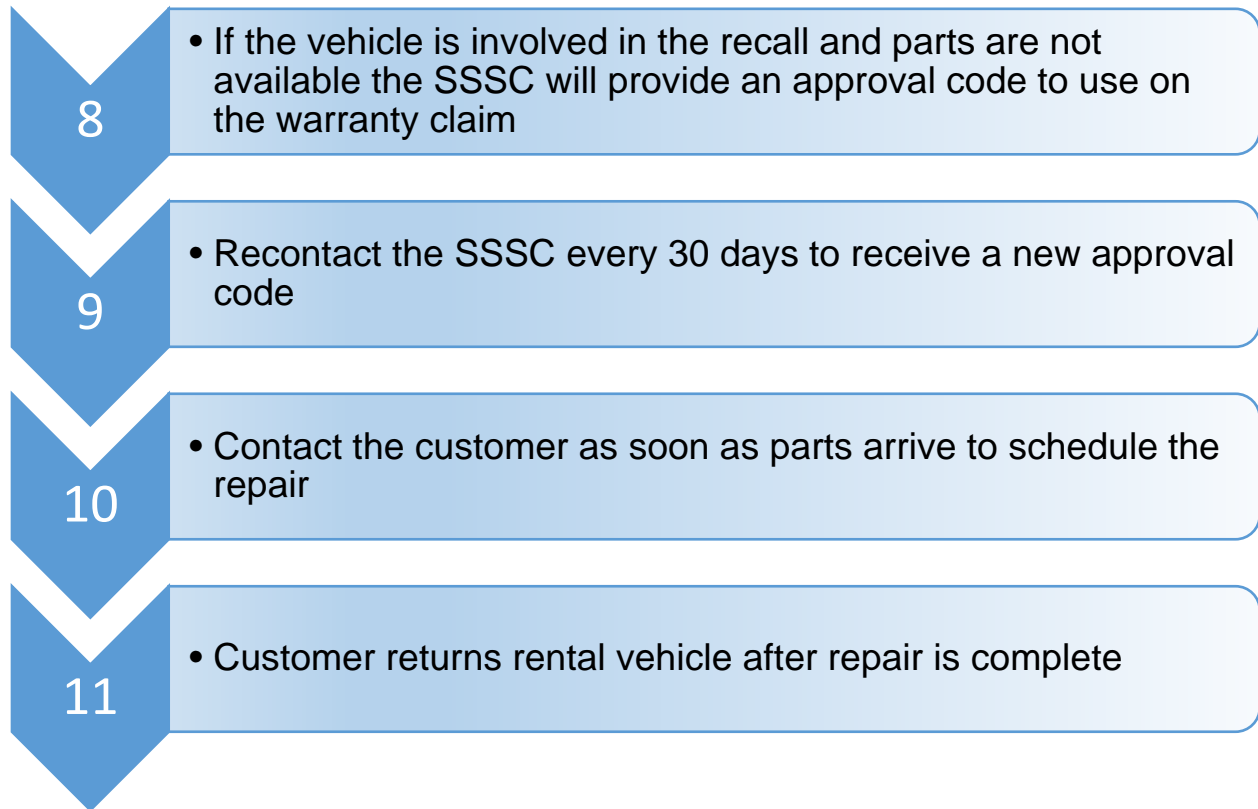 8
• If the vehicle is involved in the recall and parts are not
available the SSSC will provide an approval code to use on
the warranty claim
9
• Recontact the SSSC every 30 days to receive a new approval
code
10
• Contact the customer as soon as parts arrive to schedule the
repair
11
• Customer returns rental vehicle after repair is complete